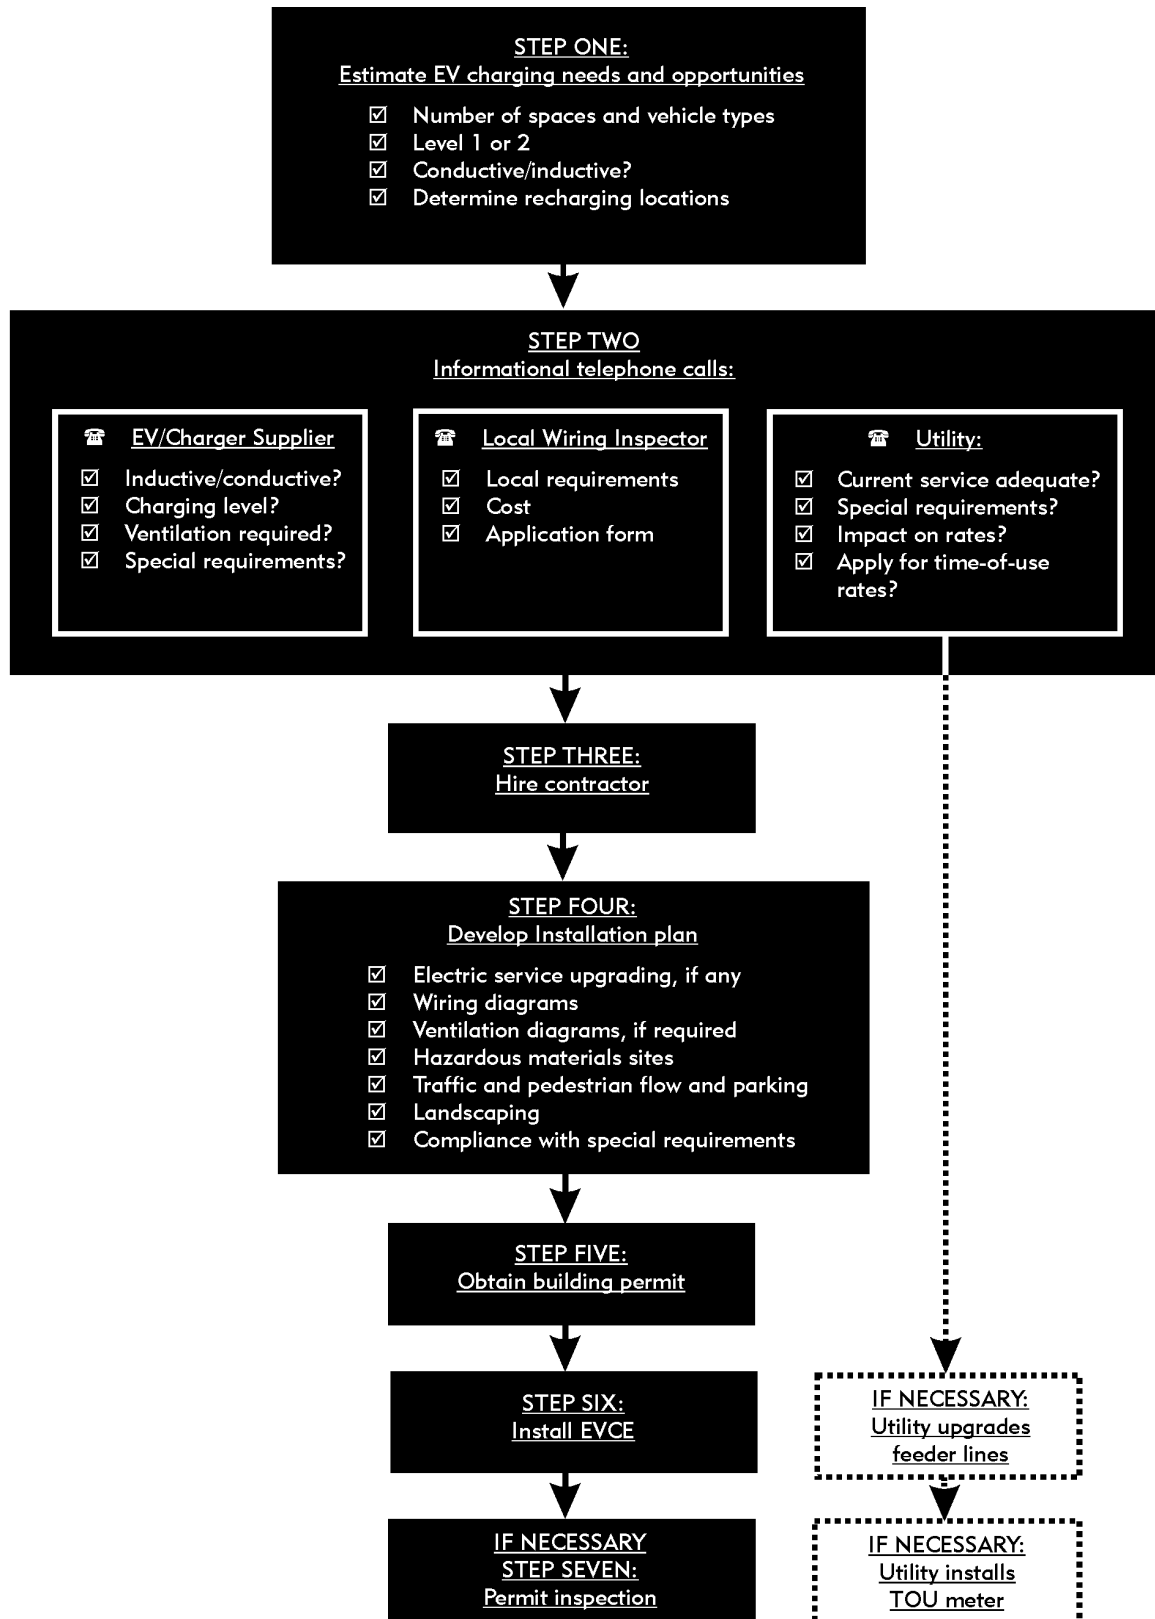 STEP ONE:
Estimate EV charging needs and opportunities
Number of spaces and vehicle types
Level 1 or 2
Conductive/inductive?
Determine recharging locations
STEP TWO
Informational telephone calls:
EV/Charger Supplier
Inductive/conductive?
Charging level?
Ventilation required?
Special requirements?
Local Wiring Inspector
Local requirements
Cost
Application form
Utility:
Current service adequate?
Special requirements?
Impact on rates?
Apply for time-of-use
rates?
STEP THREE:
Hire contractor
STEP FOUR:
Develop Installation plan
Electric service upgrading, if any
Wiring diagrams
Ventilation diagrams, if required
Hazardous materials sites
Traffic and pedestrian flow and parking
Landscaping
Compliance with special requirements
STEP FIVE:
Obtain building permit
STEP SIX:
Install EVCE
IF NECESSARY:
Utility upgrades
feeder lines
IF NECESSARY
STEP SEVEN:
Permit inspection
IF NECESSARY:
Utility installs
TOU meter